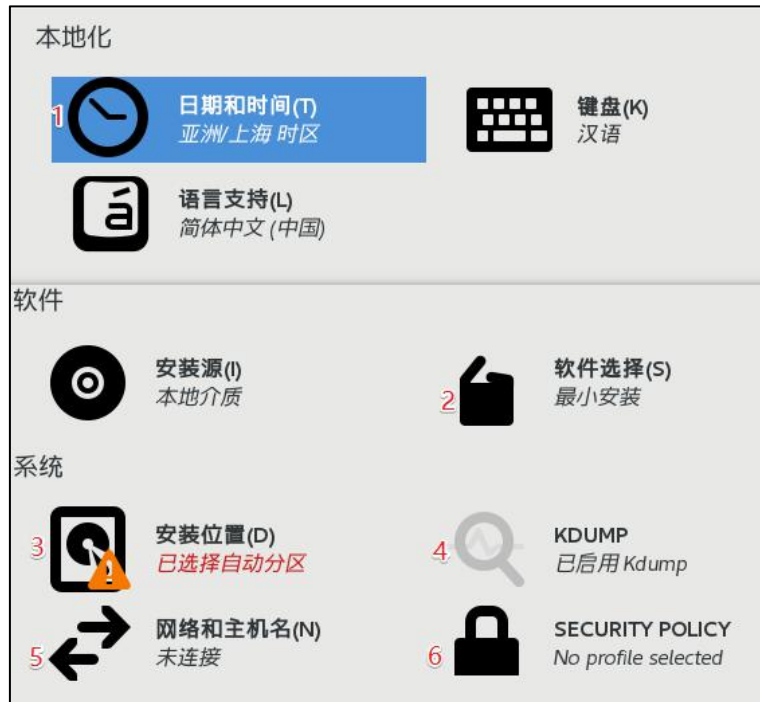 本地化
1
日期和时间(T)
亚洲/上海 时区
键盘(K)
汉语
á
语言支持(L)
简体中文 (中国)
软件
安装源(I)
本地介质
2
软件选择(S)
最小安装
系统
3
安装位置(D)
已选择自动分区
4
KDUMP
已启用 Kdump
5
网络和主机名(N)
未连接
6
SECURITY POLICY
No profile selected